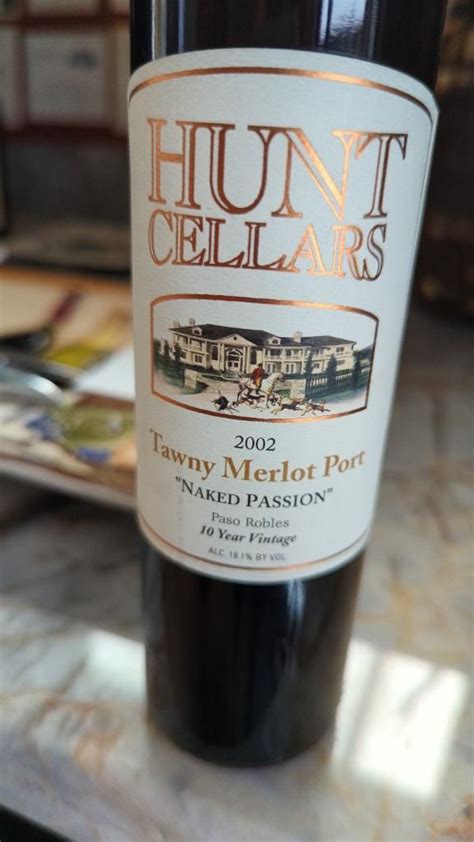 HUNT
CELLARS
2002
Tawny Merlot Port
"NAKED PASSION"
Paso Robles
10 Year Vintage
ALC. 18.1% BY VOL